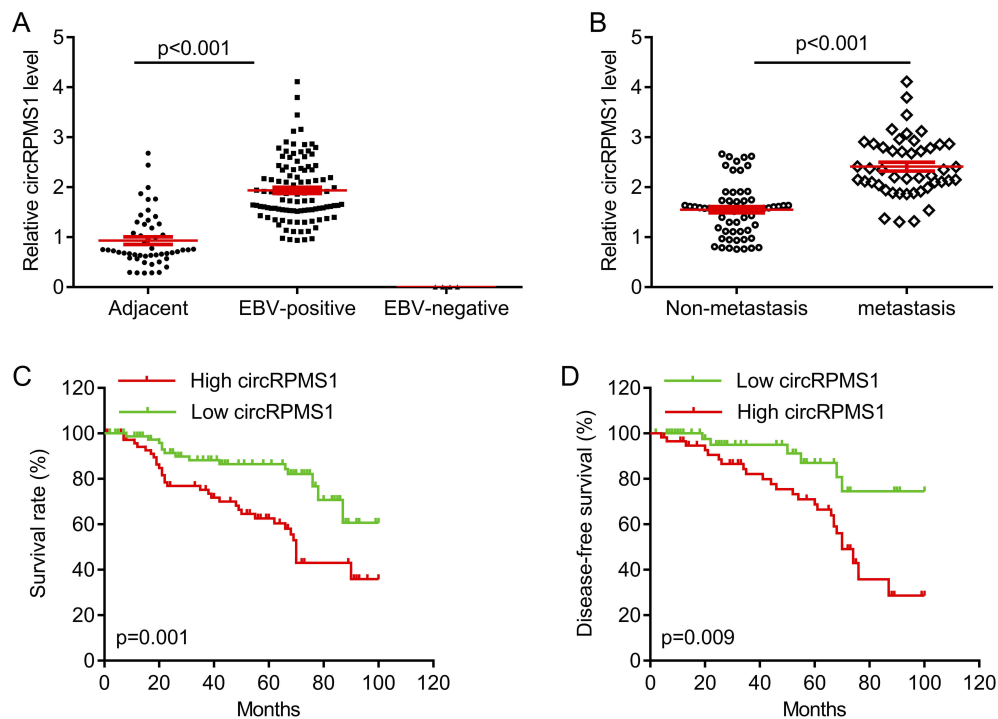 A
Relative circRPMS1 level
5
4
3
2
1
0
p<0.001
Adjacent
EBV-positive
EBV-negative
B
Relative circRPMS1 level
5
4
3
2
1
0
p<0.001
Non-metastasis
metastasis
C
Survival rate (%)
120
100
80
60
40
20
0
High circRPMS1
Low circRPMS1
p=0.001
0
20
40
60
80
100
120
Months
D
Disease-free survival (%)
120
100
80
60
40
20
0
Low circRPMS1
High circRPMS1
p=0.009
0
20
40
60
80
100
120
Months